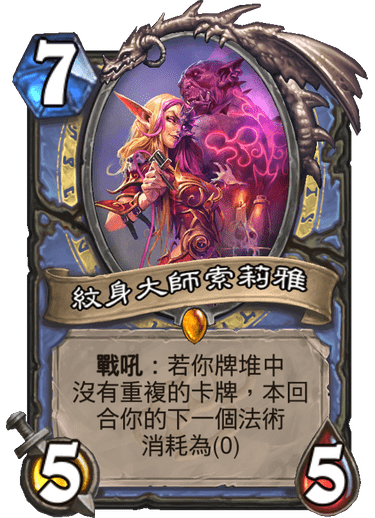 7
紋身大師索莉雅
戰吼：若你牌堆中
沒有重複的卡牌，本回
合你的下一個法術
消耗為(0)
5
5